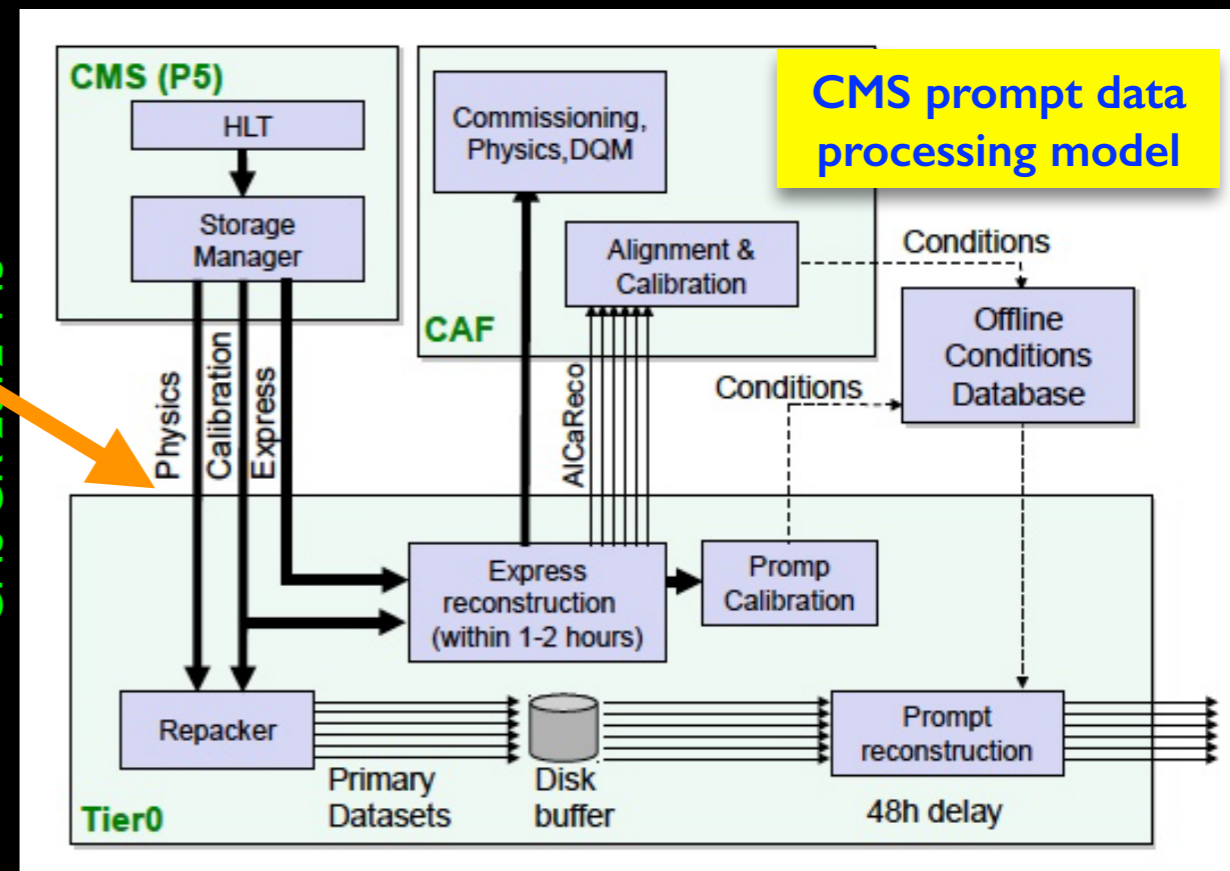 CMS prompt data
processing model
CMS (P5)
HLT
Storage
Manager
Commissioning,
Physics,DQM
Alignment &
Calibration
CAF
Conditions
Offline
Conditions
Database
Conditions
Physics
Calibration
Express
AlCaReco
Express
reconstruction
(within 1-2 hours)
Promp
Calibration
Repacker
Primary
Datasets
Disk
buffer
Prompt
reconstruction
48h delay
Tier0